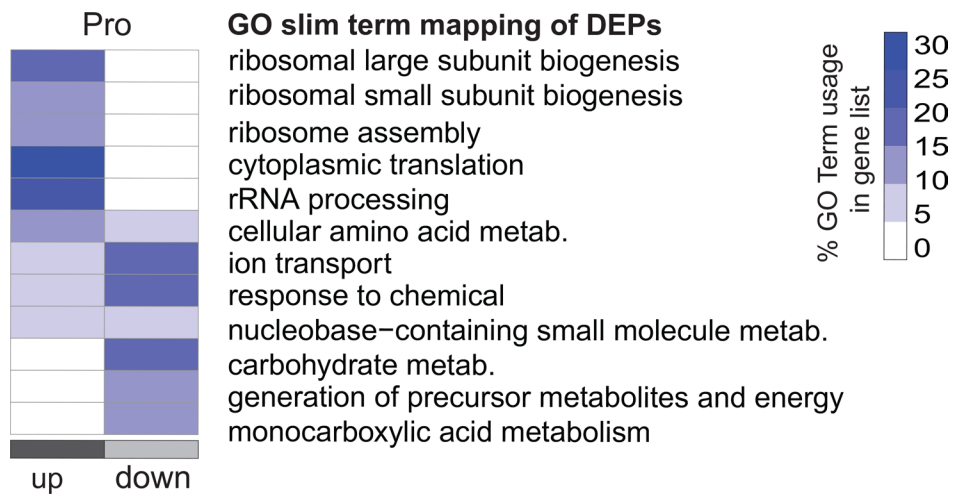 Pro
GO slim term mapping of DEPs
ribosomal large subunit biogenesis
ribosomal small subunit biogenesis
ribosome assembly
cytoplasmic translation
rRNA processing
cellular amino acid metab.
ion transport
response to chemical
nucleobase−containing small molecule metab.
carbohydrate metab.
generation of precursor metabolites and energy
monocarboxylic acid metabolism
up
down
% GO Term usage
in gene list
30
25
20
15
10
5
0